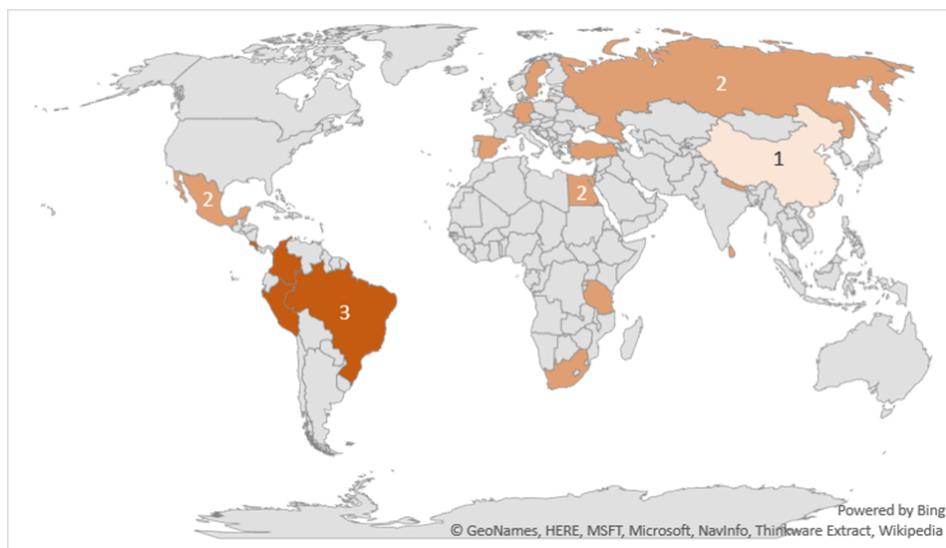 2
1
2
2
3
Powered by Bing
© GeoNames, HERE, MSFT, Microsoft, NavInfo, Thinkware Extract, Wikipedia